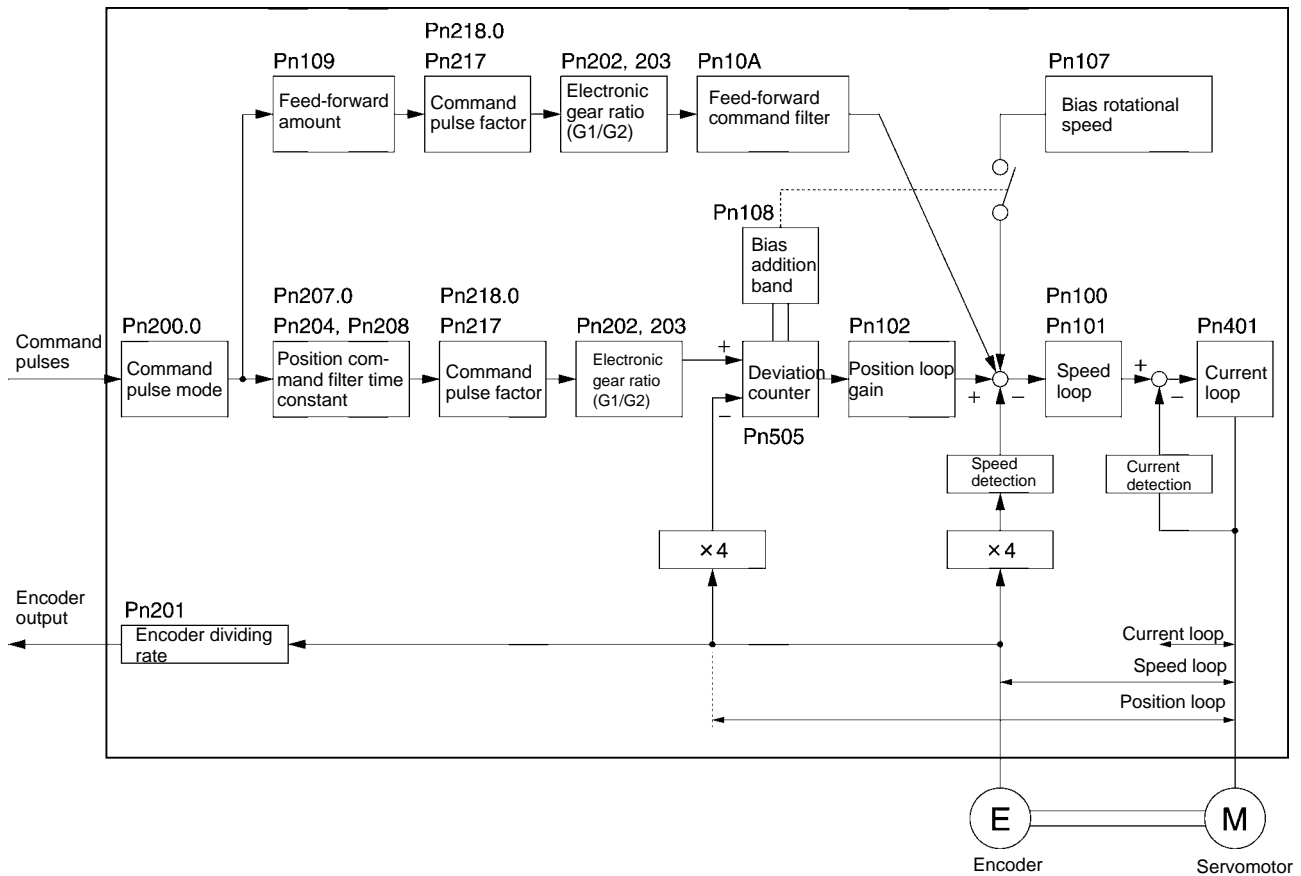 Pn218.0
Pn109
Pn217
Pn202, 203
Pn10A
Pn107
Feed-forward
amount
Command
pulse factor
Electronic
gear ratio
(G1/G2)
Feed-forward
command filter
Bias rotational
speed
Pn108
Bias
addition
band
Command
pulses
Pn200.0
Command
pulse mode
Pn207.0
Pn204, Pn208
Position com-
mand filter time
constant
Pn218.0
Pn217
Command
pulse factor
Pn202, 203
Electronic
gear ratio
(G1/G2)
+
−
Deviation
counter
Pn505
Pn102
Position loop
gain
+
−
Pn100
Pn101
Speed
loop
+
−
Pn401
Current
loop
Speed
detection
Current
detection
×4
×4
Encoder
output
Pn201
Encoder dividing
rate
Current loop
Speed loop
Position loop
E
M
Encoder
Servomotor